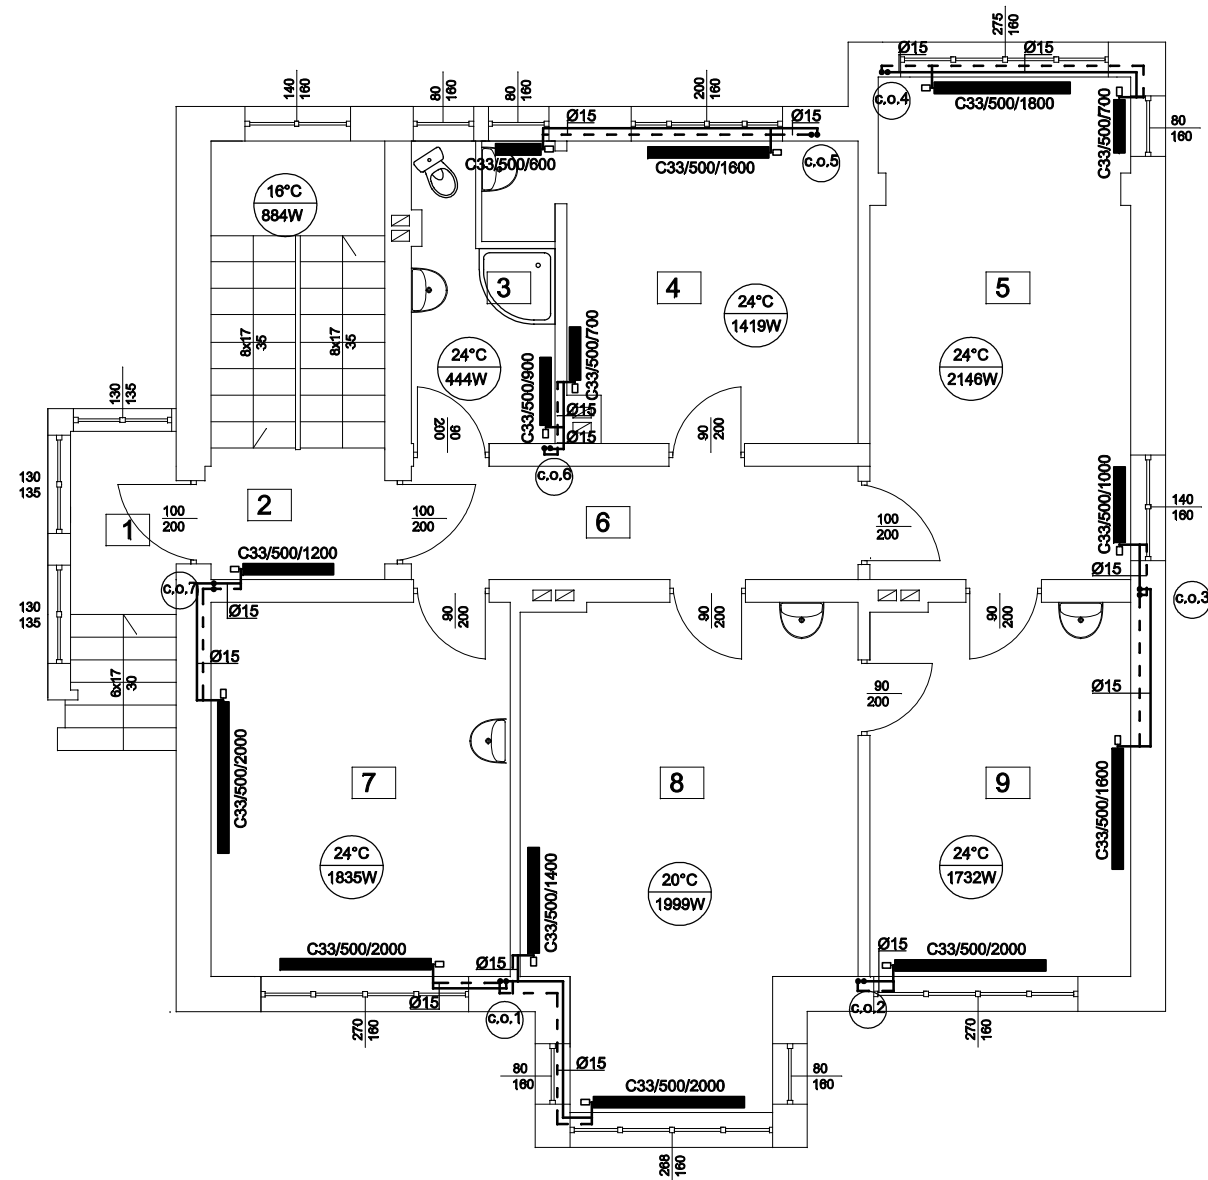 275
160
Ø15
Ø15
C33/500/1800
c.o.4
C33/500/700
80
160
140
160
80
160
80
160
200
160
Ø15
Ø15
C33/500/600
C33/500/1600
c.o.5
16°C
884W
8x17
35
8x17
35
3
4
5
24°C
1419W
24°C
444W
24°C
2146W
C33/500/900
C33/500/700
Ø15
Ø15
c.o.6
90
200
90
200
130
135
130
135
130
135
1
2
6
100
200
100
200
100
200
C33/500/1200
c.o.7
Ø15
Ø15
C33/500/1000
140
160
Ø15
c.o.3
90
200
90
200
90
200
90
200
6x17
30
Ø15
C33/500/2000
7
8
9
24°C
1835W
20°C
1999W
24°C
1732W
C33/500/1600
C33/500/1400
C33/500/2000
Ø15
Ø15
c.o.1
270
160
Ø15
C33/500/2000
c.o.2
270
160
80
160
Ø15
80
160
C33/500/2000
268
160